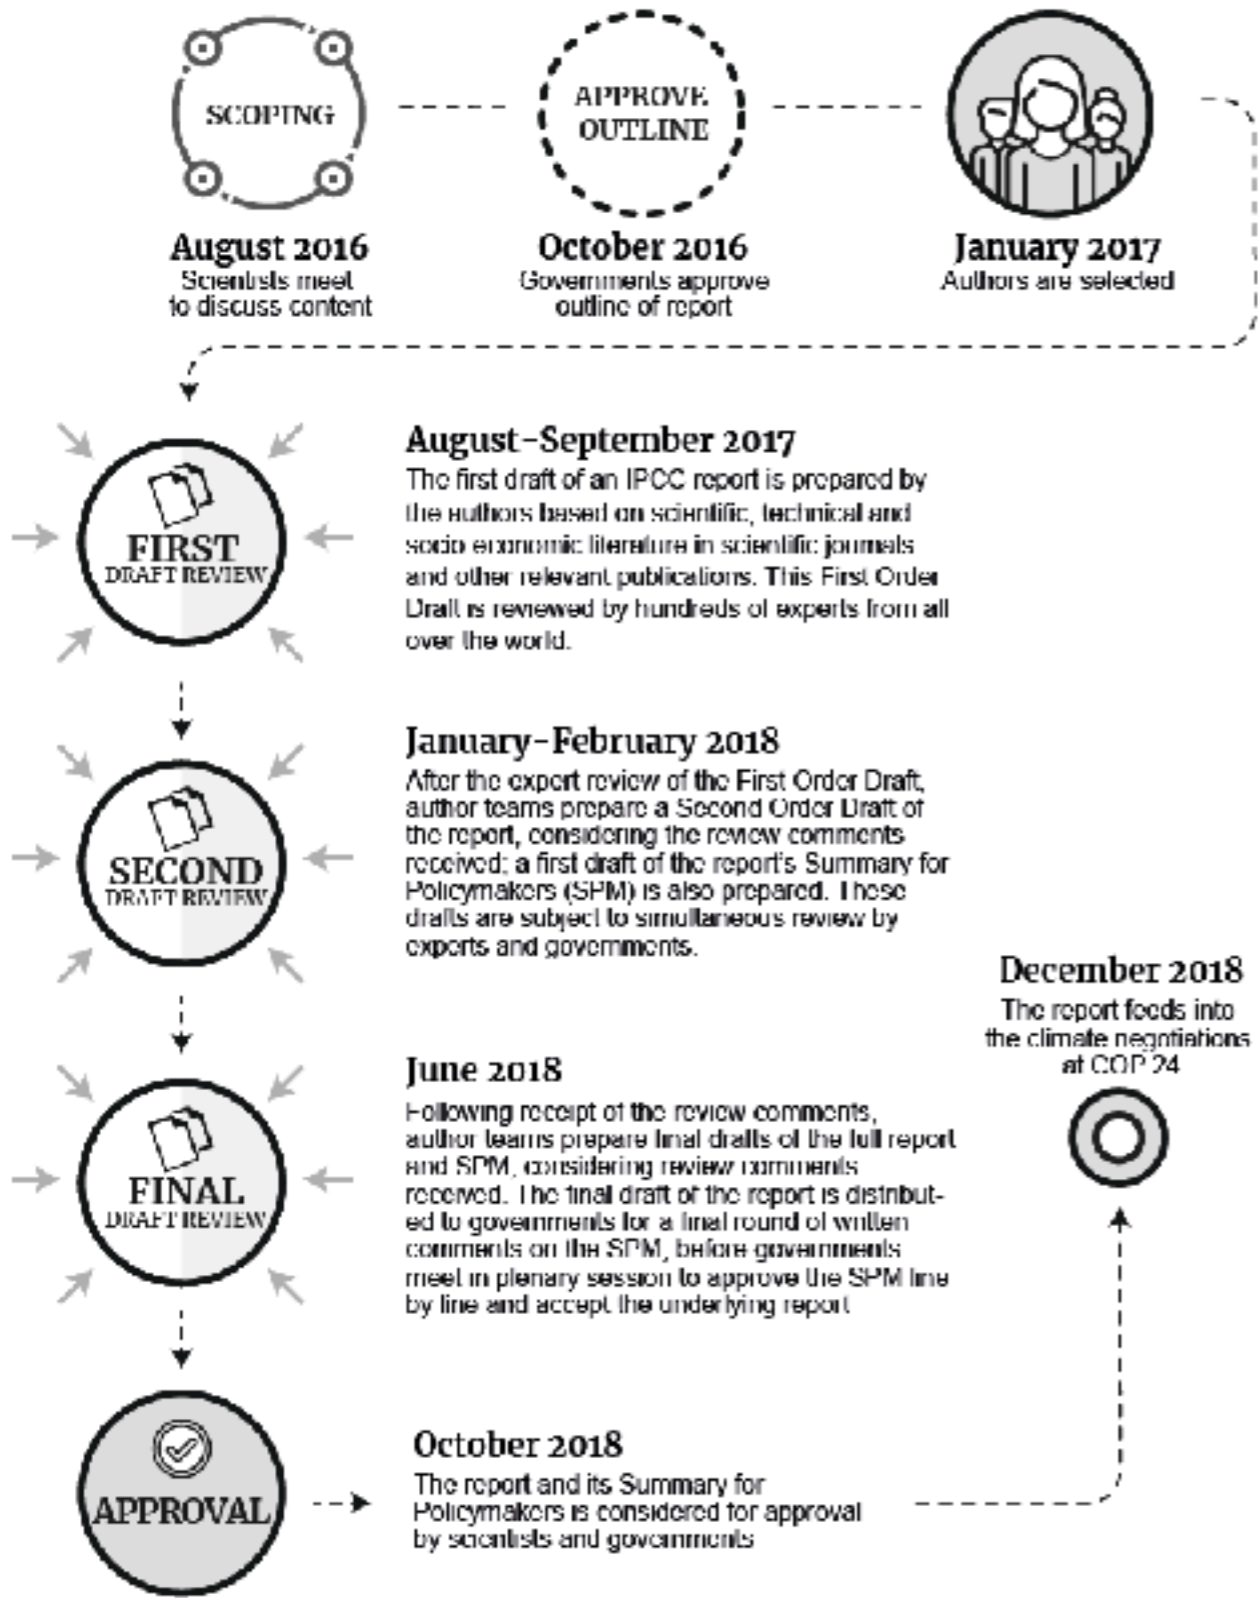 SCOPING
APPROVE
OUTLINE
August 2016
Scientists meet
to discuss content
October 2016
Governments approve
outline of report
January 2017
Authors are selected
FIRST
DRAFT REVIEW
August–September 2017
The first draft of an IPCC report is prepared by
the authors based on scientific, technical and
socio economic literature in scientific journals
and other relevant publications. This First Order
Draft is reviewed by hundreds of experts from all
over the world.
SECOND
DRAFT REVIEW
January–February 2018
After the expert review of the First Order Draft,
author teams prepare a Second Order Draft of
the report, considering the review comments
received; a first draft of the report's Summary for
Policymakers (SPM) is also prepared. These
drafts are subject to simultaneous review by
experts and governments.
FINAL
DRAFT REVIEW
June 2018
Following receipt of the review comments,
author teams prepare final drafts of the full report
and SPM, considering review comments
received. The final draft of the report is distribut-
ed to governments for a final round of written
comments on the SPM, before governments
meet in plenary session to approve the SPM line
by line and accept the underlying report
APPROVAL
October 2018
The report and its Summary for
Policymakers is considered for approval
by scientists and governments
December 2018
The report feeds into
the climate negotiations
at COP 24